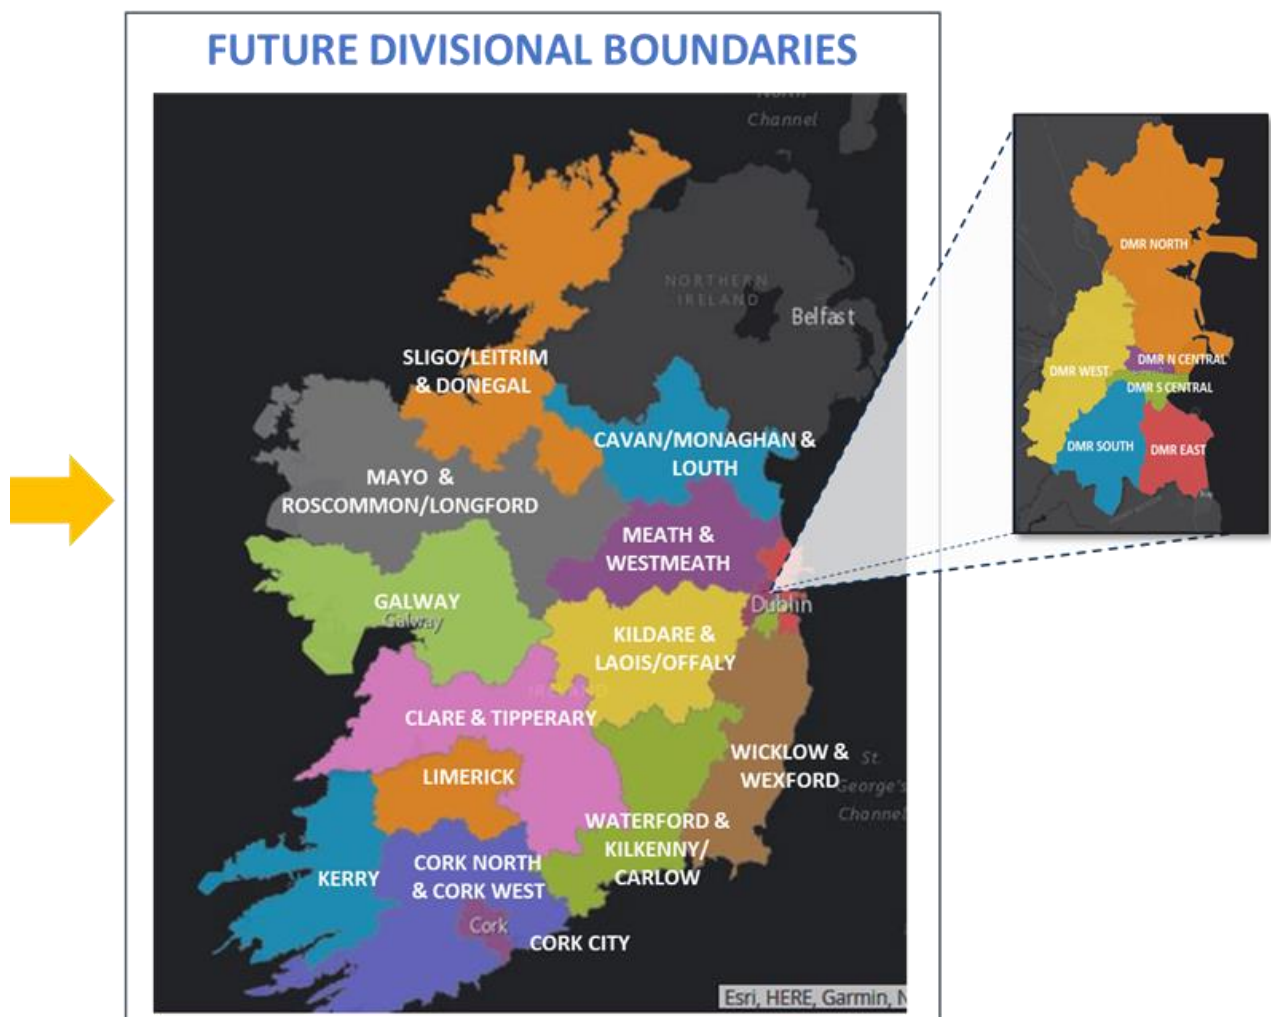 FUTURE DIVISIONAL BOUNDARIES
Channel
NORTHERN
IRELAND
Belfast
SLIGO/LEITRIM
& DONEGAL
CAVAN/MONAGHAN &
LOUTH
MAYO &
ROSCOMMON/LONGFORD
MEATH &
WESTMEATH
GALWAY
Galway
Dublin
KILDARE &
LAOIS/OFFALY
IRELAND
CLARE & TIPPERARY
WICKLOW &
WEXFORD
St.
George's
Channel
LIMERICK
WATERFORD &
KILKENNY/
CARLOW
CORK NORTH
& CORK WEST
KERRY
Cork
CORK CITY
Esri, HERE, Garmin, N
DMR NORTH
DMR N CENTRAL
DMR WEST
DMR S CENTRAL
DMR SOUTH
DMR EAST